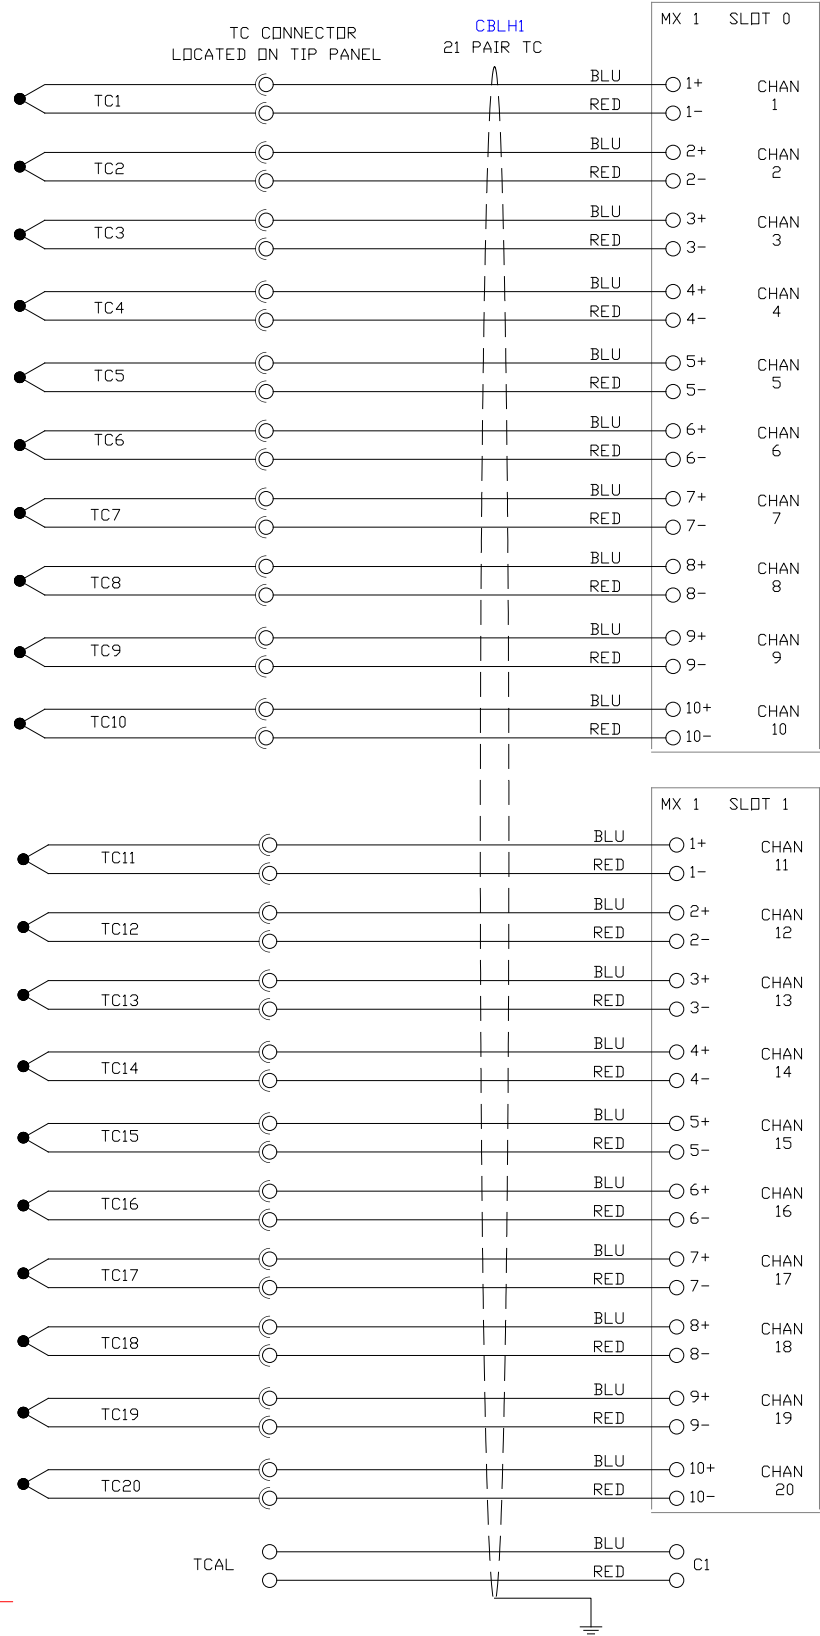 TC CONNECTOR
LOCATED ON TIP PANEL
CBLH1
21 PAIR TC
MX 1 SLOT 0
TC1
BLU
RED
1+
1-
CHAN
1
TC2
BLU
RED
2+
2-
CHAN
2
TC3
BLU
RED
3+
3-
CHAN
3
TC4
BLU
RED
4+
4-
CHAN
4
TC5
BLU
RED
5+
5-
CHAN
5
TC6
BLU
RED
6+
6-
CHAN
6
TC7
BLU
RED
7+
7-
CHAN
7
TC8
BLU
RED
8+
8-
CHAN
8
TC9
BLU
RED
9+
9-
CHAN
9
TC10
BLU
RED
10+
10-
CHAN
10
MX 1 SLOT 1
TC11
BLU
RED
1+
1-
CHAN
11
TC12
BLU
RED
2+
2-
CHAN
12
TC13
BLU
RED
3+
3-
CHAN
13
TC14
BLU
RED
4+
4-
CHAN
14
TC15
BLU
RED
5+
5-
CHAN
15
TC16
BLU
RED
6+
6-
CHAN
16
TC17
BLU
RED
7+
7-
CHAN
17
TC18
BLU
RED
8+
8-
CHAN
18
TC19
BLU
RED
9+
9-
CHAN
19
TC20
BLU
RED
10+
10-
CHAN
20
TCAL
BLU
RED
C1